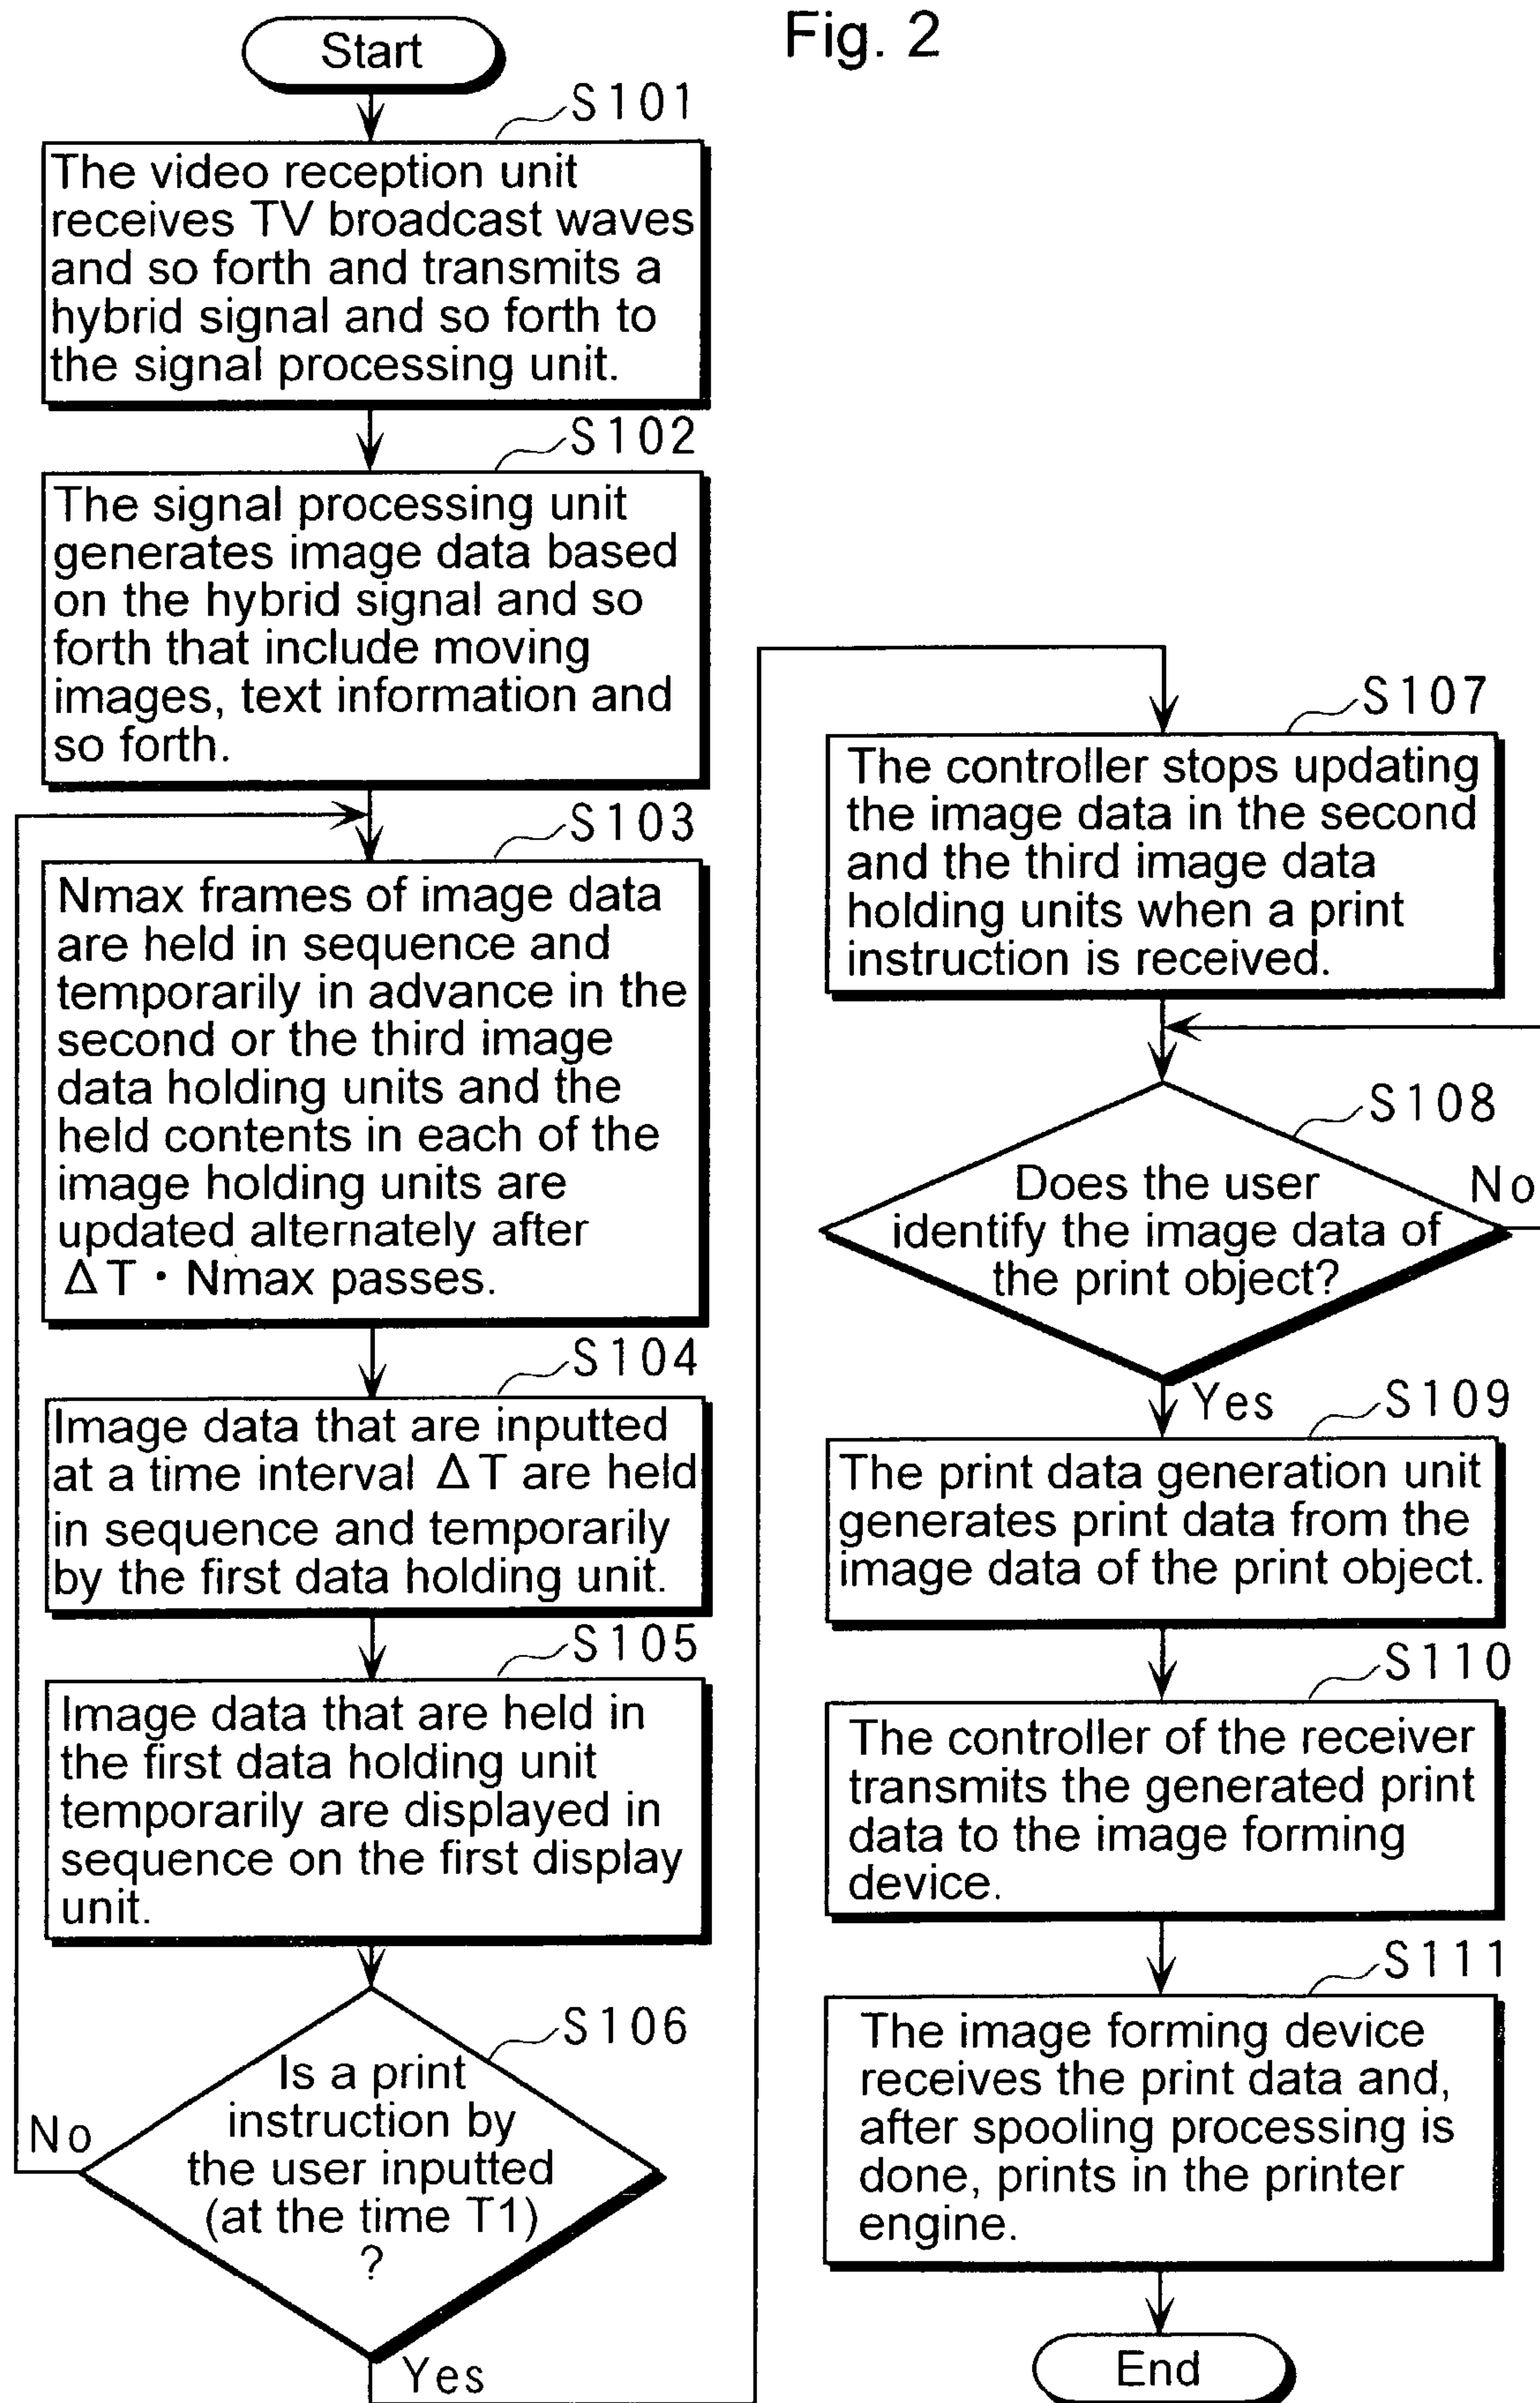 Fig. 2
Start
S101
The video reception unit
receives TV broadcast waves
and so forth and transmits a
hybrid signal and so forth to
the signal processing unit.
S102
The signal processing unit
generates image data based
on the hybrid signal and so
forth that include moving
images, text information and
so forth.
S103
Nmax frames of image data
are held in sequence and
temporarily in advance in the
second or the third image
data holding units and the
held contents in each of the
image holding units are
updated alternately after
ΔT・Nmax passes.
S104
Image data that are inputted
at a time interval ΔT are held
in sequence and temporarily
by the first data holding unit.
S105
Image data that are held in
the first data holding unit
temporarily are displayed in
sequence on the first display
unit.
S106
Is a print
instruction by
the user inputted
(at the time T1)
?
No
Yes
S107
The controller stops updating
the image data in the second
and the third image data
holding units when a print
instruction is received.
S108
Does the user
identify the image data of
the print object?
No
Yes
S109
The print data generation unit
generates print data from the
image data of the print object.
S110
The controller of the receiver
transmits the generated print
data to the image forming
device.
S111
The image forming device
receives the print data and,
after spooling processing is
done, prints in the printer
engine.
End